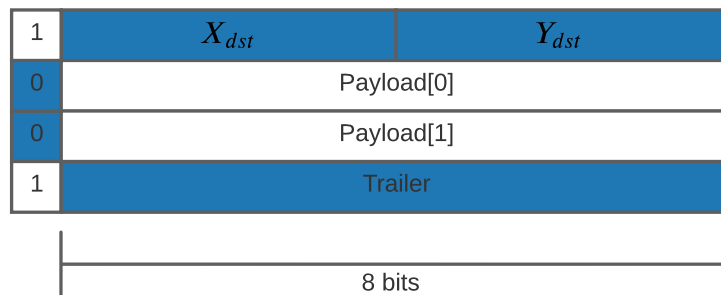 1 X_dst Y_dst
0 Payload[0]
0 Payload[1]
1 Trailer
8 bits